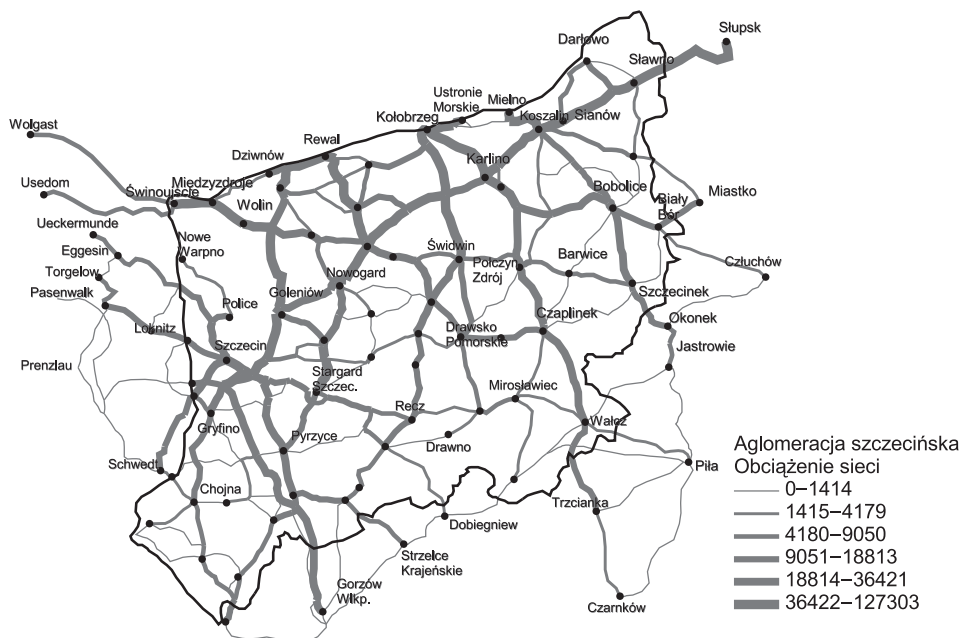 Słupsk
Darłowo
Sławno
Ustronie
Morskie
Mielno
Kołobrzeg
Koszalin
Sianów
Wolgast
Rewal
Dziwnów
Karlino
Usedom
Międzyzdroje
Świnoujście
Bobolice
Miastko
Wolin
Biały
Bór
Ueckermunde
Nowe
Warpno
Eggesin
Świdwin
Połczyn
Zdrój
Barwice
Człuchów
Torgelow
Nowogard
Pasenwalk
Goleniów
Szczecinek
Police
Czaplinek
Okonek
Loknitz
Drawsko
Pomorskie
Szczecin
Jastrowie
Prenzlau
Stargard
Szczec.
Mirosławiec
Recz
Gryfino
Wałcz
Pyrzyce
Drawno
Schwedt
Piła
Chojna
Trzcianka
Dobiegniew
Strzelce
Krajeńskie
Gorzów
Wlkp.
Czarnków
Aglomeracja szczecińska
Obciążenie sieci
0–1414
1415–4179
4180–9050
9051–18813
18814–36421
36422–127303